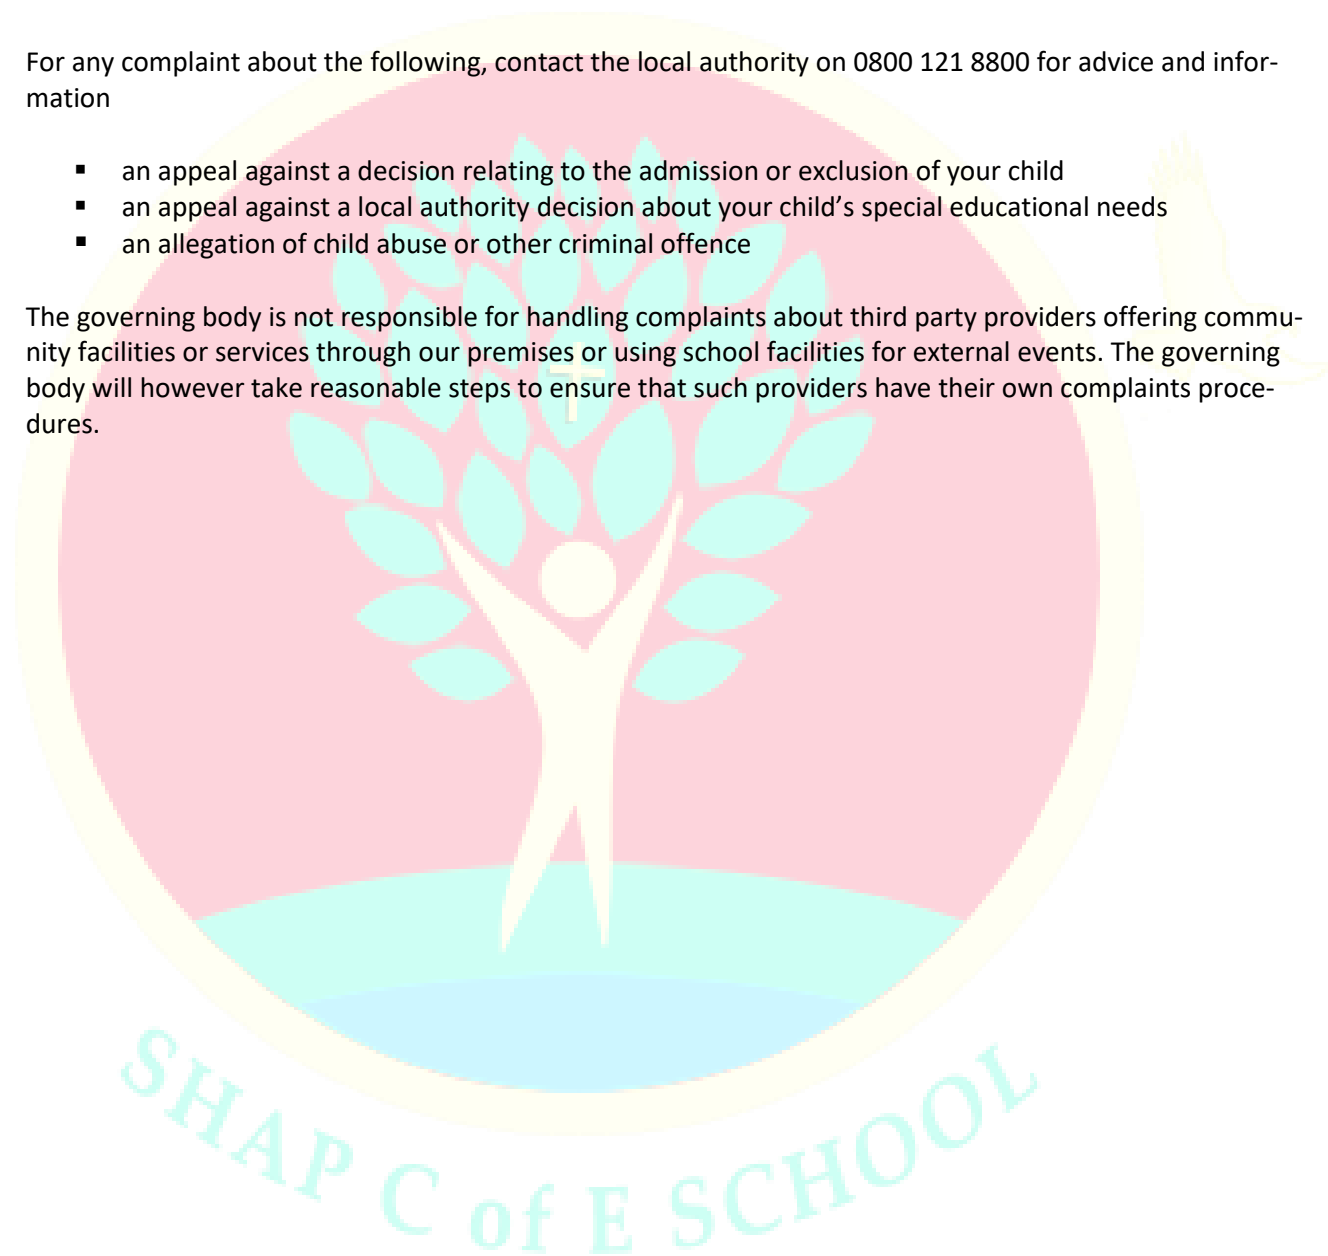 For any complaint about the following, contact the local authority on 0800 121 8800 for advice and infor-
mation
▪ an appeal against a decision relating to the admission or exclusion of your child
▪ an appeal against a local authority decision about your child’s special educational needs
▪ an allegation of child abuse or other criminal offence
The governing body is not responsible for handling complaints about third party providers offering commu-
nity facilities or services through our premises or using school facilities for external events. The governing
body will however take reasonable steps to ensure that such providers have their own complaints proce-
dures.
SHAP C of E SCHOOL